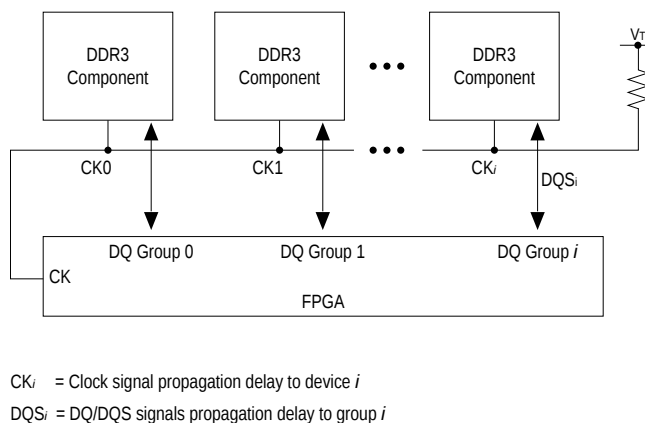 DDR3 Component
DDR3 Component
DDR3 Component
VT
CK0
CK1
CKi
DQSi
DQ Group 0
DQ Group 1
DQ Group i
CK
FPGA
CKi = Clock signal propagation delay to device i
DQSi = DQ/DQS signals propagation delay to group i